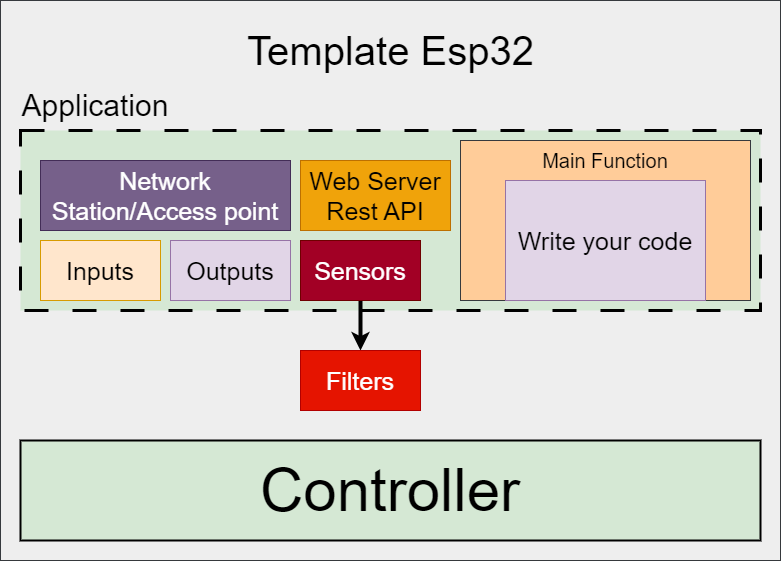 Template Esp32
Application
Network
Station/Access point
Web Server
Rest API
Main Function
Write your code
Inputs
Outputs
Sensors
Filters
Controller